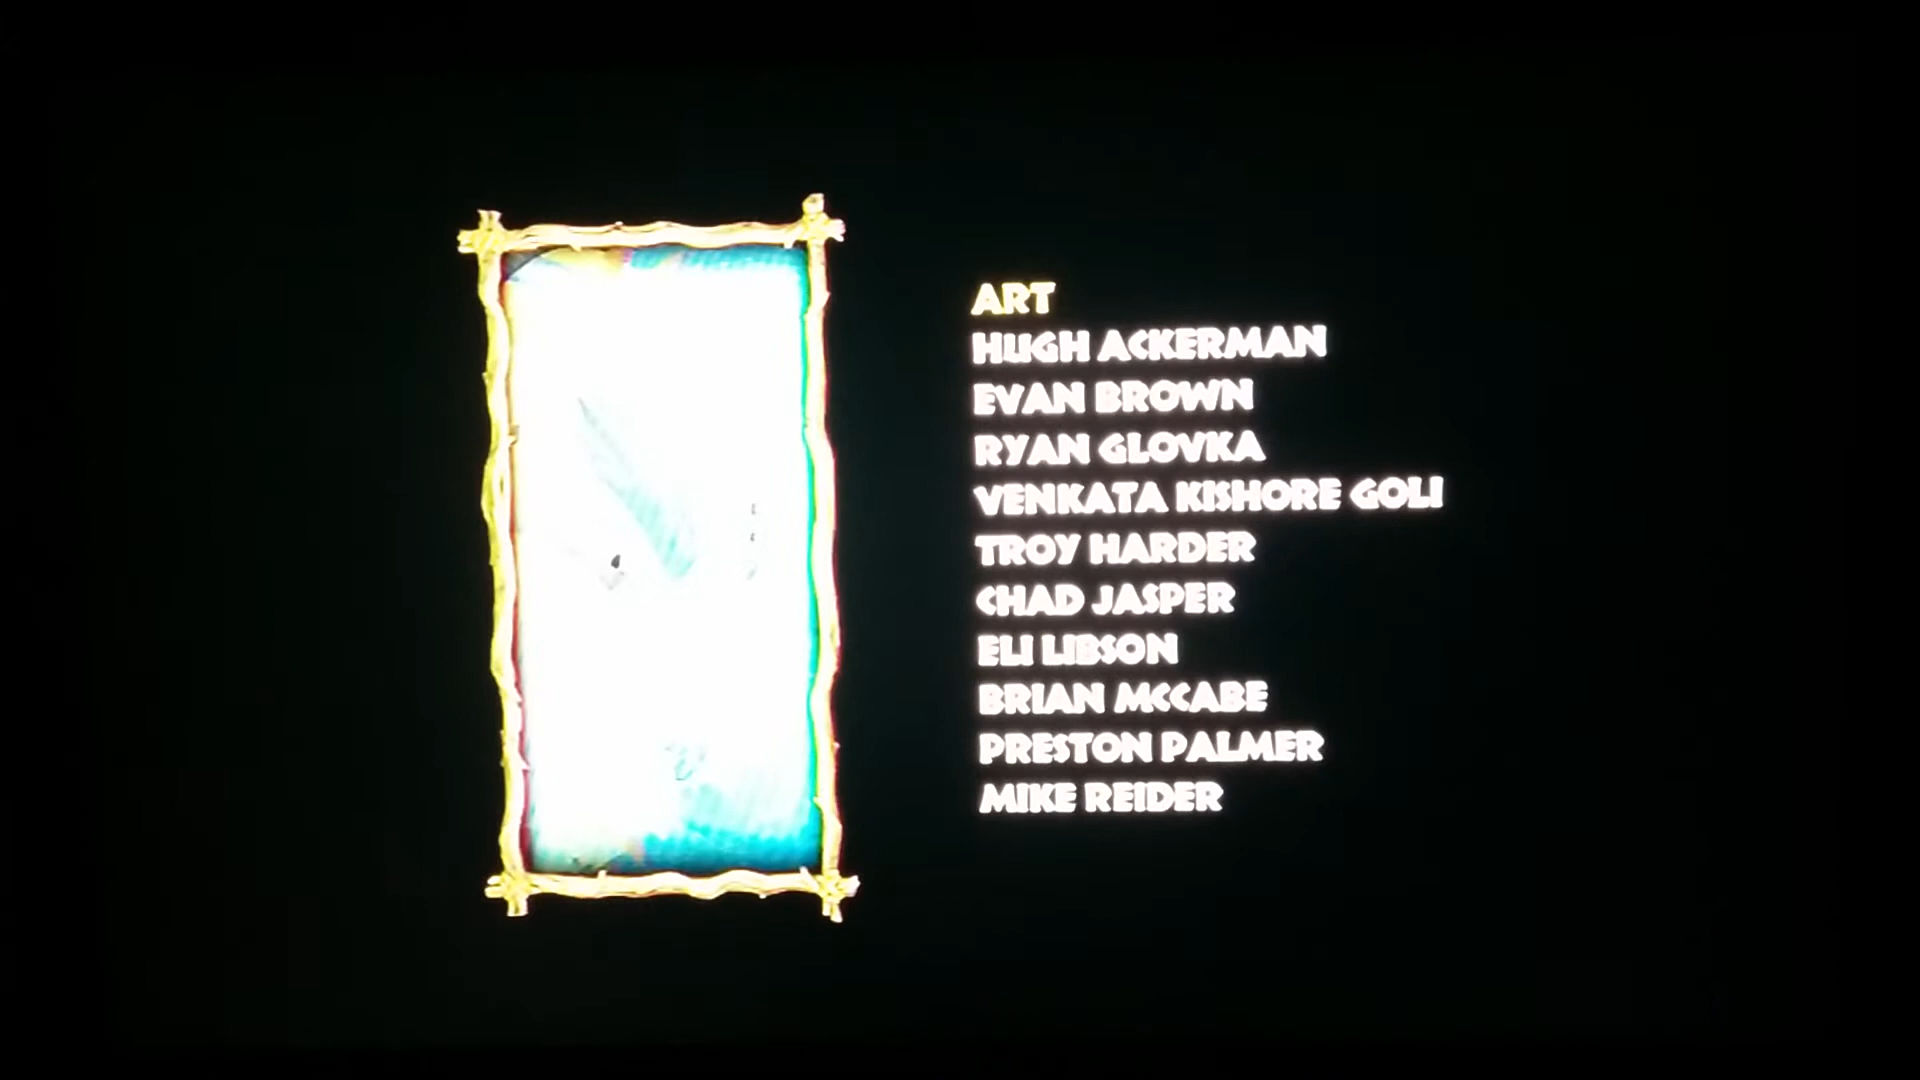 ART
HUGH ACKERMAN
EVAN BROWN
RYAN GLOVKA
VENKATA KISHORE GOLI
TROY HARDER
CHAD JASPER
ELI LIBSON
BRIAN MCCABE
PRESTON PALMER
MIKE REIDER